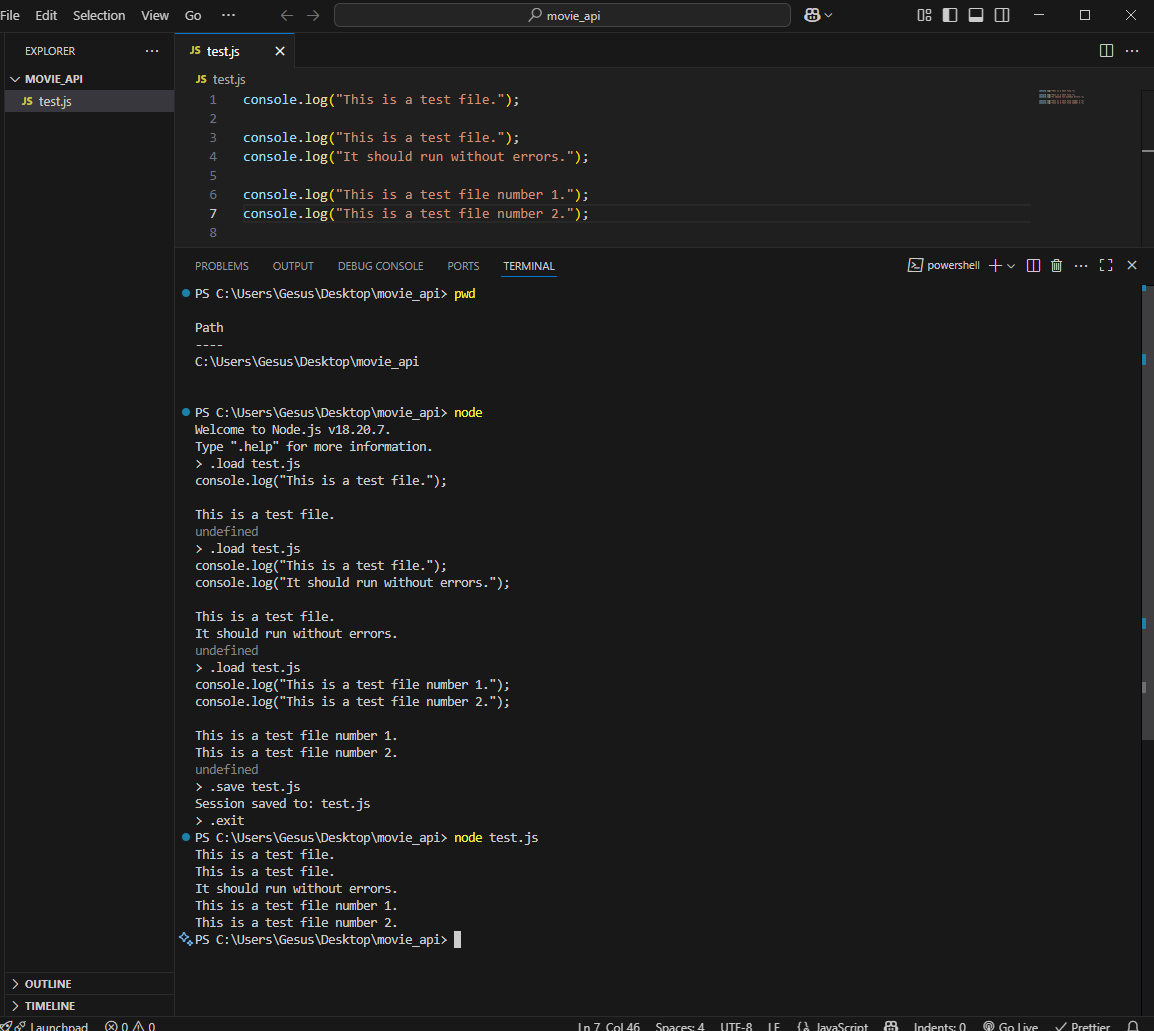 File Edit Selection View Go ···
movie_api
EXPLORER ···
MOVIE_API
JS test.js
JS test.js
JS test.js
1 console.log("This is a test file.");
2
3 console.log("This is a test file.");
4 console.log("It should run without errors.");
5
6 console.log("This is a test file number 1.");
7 console.log("This is a test file number 2.");
8
PROBLEMS OUTPUT DEBUG CONSOLE PORTS TERMINAL
powershell
PS C:\Users\Gesus\Desktop\movie_api> pwd
Path
----
C:\Users\Gesus\Desktop\movie_api
PS C:\Users\Gesus\Desktop\movie_api> node
Welcome to Node.js v18.20.7.
Type ".help" for more information.
> .load test.js
console.log("This is a test file.");
This is a test file.
undefined
> .load test.js
console.log("This is a test file.");
console.log("It should run without errors.");
This is a test file.
It should run without errors.
undefined
> .load test.js
console.log("This is a test file number 1.");
console.log("This is a test file number 2.");
This is a test file number 1.
This is a test file number 2.
undefined
> .save test.js
Session saved to: test.js
> .exit
PS C:\Users\Gesus\Desktop\movie_api> node test.js
This is a test file.
This is a test file.
It should run without errors.
This is a test file number 1.
This is a test file number 2.
PS C:\Users\Gesus\Desktop\movie_api>
OUTLINE
TIMELINE
Launchpad 0 0 Ln 7, Col 46 Spaces: 4 UTF-8 LF {} JavaScript Indents: 0 Go Live Prettier